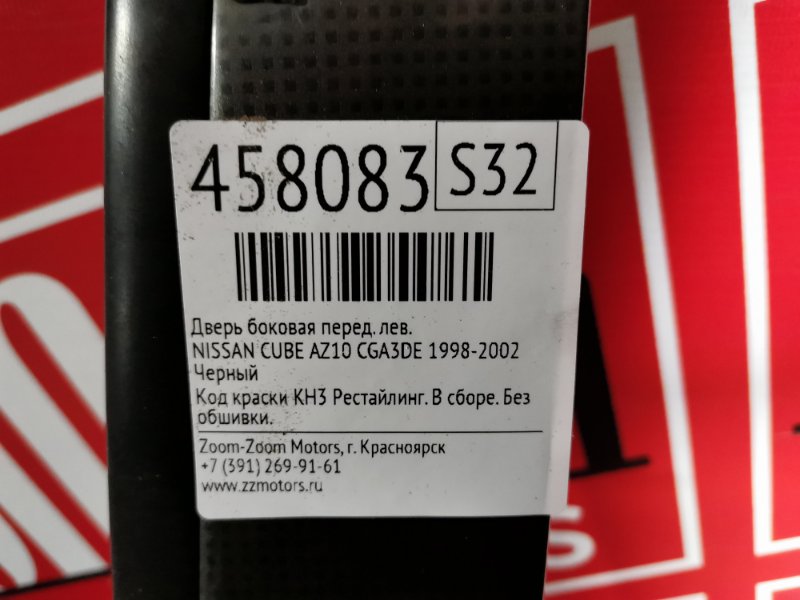 458083 S32
Дверь боковая перед. лев.
NISSAN CUBE AZ10 CGA3DE 1998-2002
Черный
Код краски KH3 Рестайлинг. В сборе. Без
обшивки.
Zoom-Zoom Motors, г. Красноярск
+7 (391) 269-91-61
www.zzmotors.ru